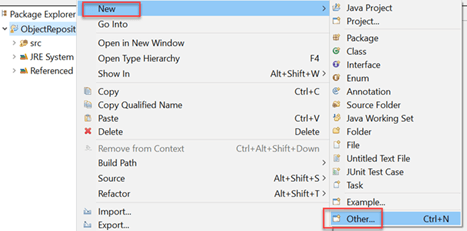 Package Explorer
ObjectReposit
src
JRE System
Referenced
New
Go Into
Open in New Window
Open Type Hierarchy F4
Show In Alt+Shift+W
Copy Ctrl+C
Copy Qualified Name
Paste Ctrl+V
Delete Delete
Remove from Context Ctrl+Alt+Shift+Down
Build Path
Source Alt+Shift+S
Refactor Alt+Shift+T
Import...
Export...
Java Project
Project...
Package
Class
Interface
Enum
Annotation
Source Folder
Java Working Set
Folder
File
Untitled Text File
JUnit Test Case
Task
Example...
Other... Ctrl+N